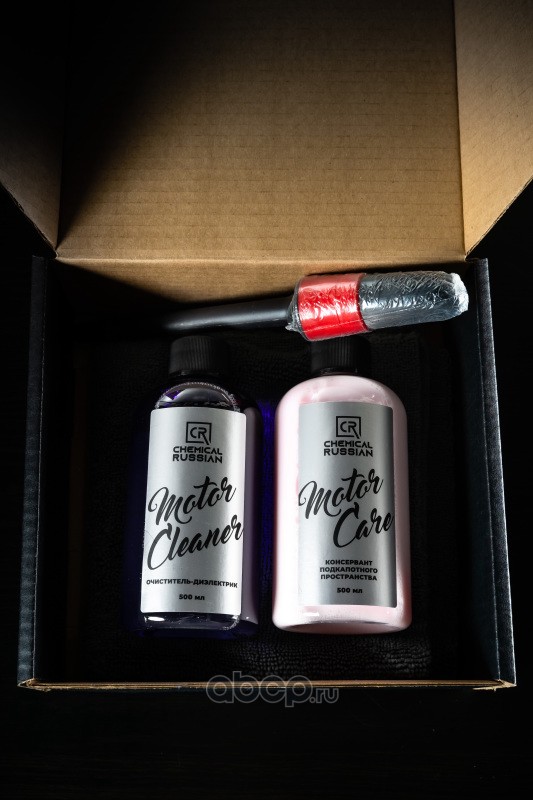 CR
CHEMICAL
RUSSIAN
Motor
Cleaner
ОЧИСТИТЕЛЬ-ДИЭЛЕКТРИК
500 мл
CR
CHEMICAL
RUSSIAN
Motor
Care
КОНСЕРВАНТ
ПОДКАПОТНОГО
ПРОСТРАНСТВА
500 мл
abcp.ru